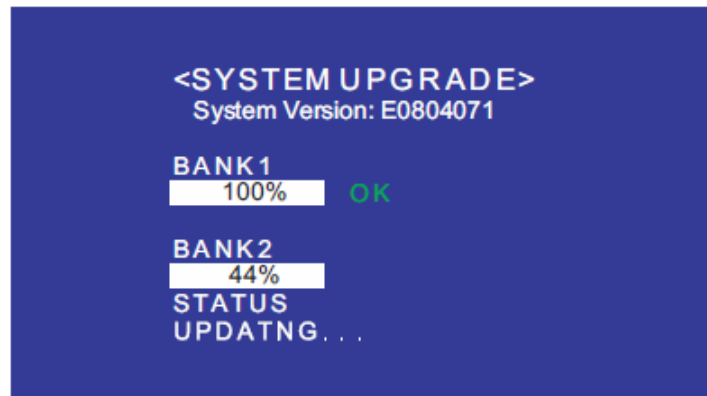 <SYSTEM UPGRADE>
System Version: E0804071
BANK1
100% OK
BANK2
44%
STATUS
UPDATNG...